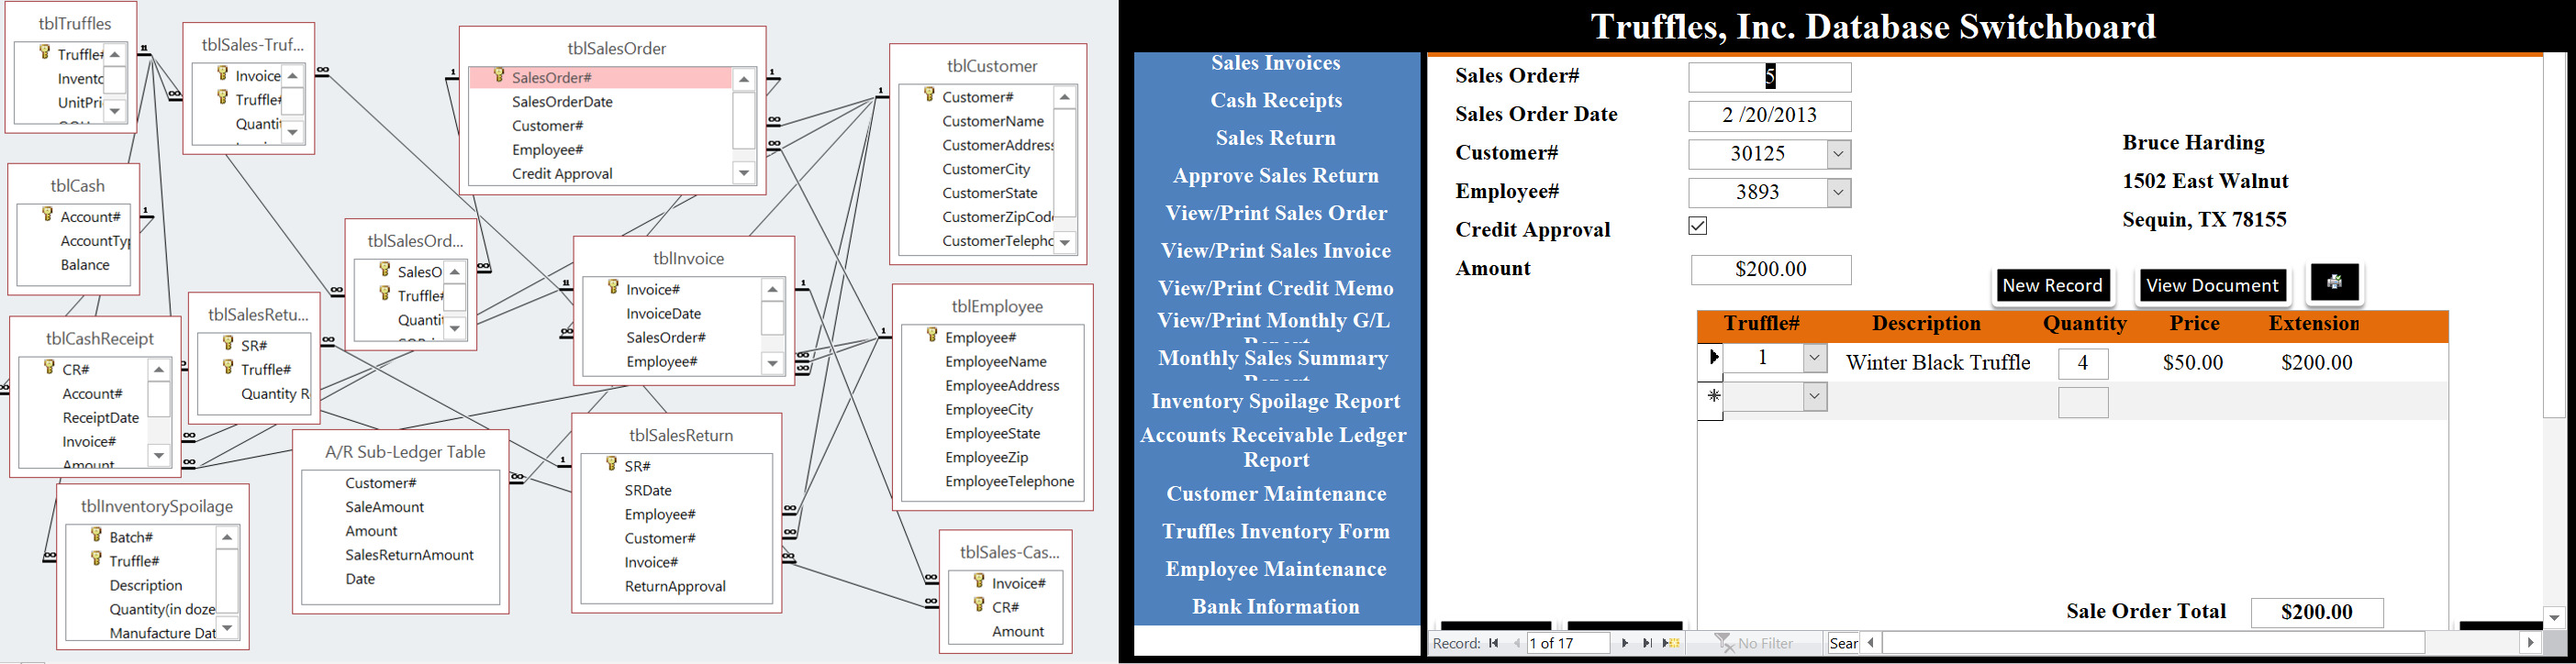 tblTruffles
Truffle#
Invento
UnitPri
tblSales-Truf...
Invoice
Truffle#
Quantit
tblSalesOrder
SalesOrder#
SalesOrderDate
Customer#
Employee#
Credit Approval
tblCustomer
Customer#
CustomerName
CustomerAddress
CustomerCity
CustomerState
CustomerZipCode
CustomerTelepho
tblCash
Account#
AccountTyp
Balance
tblSalesOrd...
SalesO
Truffle#
Quantit
tblInvoice
Invoice#
InvoiceDate
SalesOrder#
Employee#
tblEmployee
Employee#
EmployeeName
EmployeeAddress
EmployeeCity
EmployeeState
EmployeeZip
EmployeeTelephone
tblCashReceipt
CR#
Account#
ReceiptDate
Invoice#
Amount
tblSalesRetu...
SR#
Truffle#
Quantity R
A/R Sub-Ledger Table
Customer#
SaleAmount
Amount
SalesReturnAmount
Date
tblSalesReturn
SR#
SRDate
Employee#
Customer#
Invoice#
ReturnApproval
tblInventorySpoilage
Batch#
Truffle#
Description
Quantity(in doze
Manufacture Dat
tblSales-Cas...
Invoice#
CR#
Amount
Truffles, Inc. Database Switchboard
Sales Invoices
Cash Receipts
Sales Return
Approve Sales Return
View/Print Sales Order
View/Print Sales Invoice
View/Print Credit Memo
View/Print Monthly G/L
Report
Monthly Sales Summary
Report
Inventory Spoilage Report
Accounts Receivable Ledger
Report
Customer Maintenance
Truffles Inventory Form
Employee Maintenance
Bank Information
Sales Order# 5
Sales Order Date 2 /20/2013
Customer# 30125
Employee# 3893
Credit Approval
Amount $200.00
Bruce Harding
1502 East Walnut
Sequin, TX 78155
New Record View Document
Truffle# Description Quantity Price Extension
1 Winter Black Truffle 4 $50.00 $200.00
Sale Order Total $200.00
Record: 1 of 17 No Filter Sear